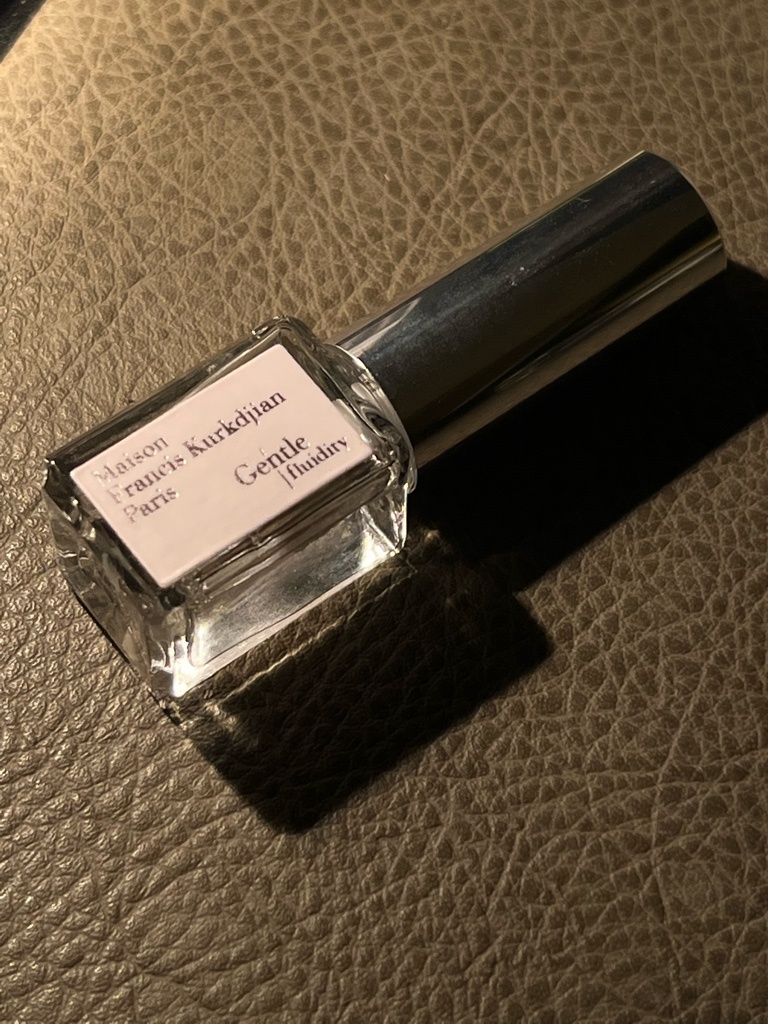 Maison
Francis Kurkdjian
Paris
Gentle
fluidity